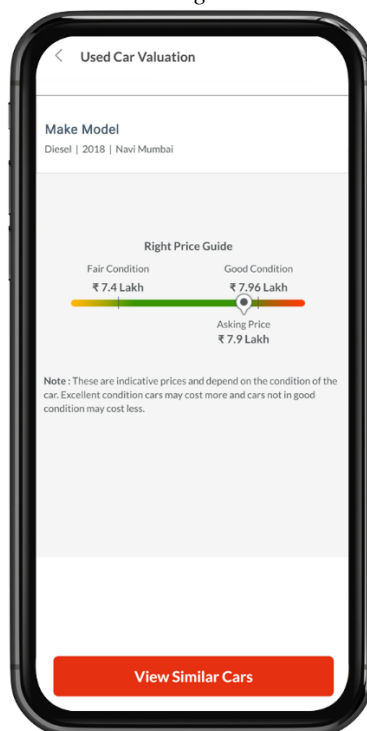 Used Car Valuation
Make Model
Diesel | 2018 | Navi Mumbai
Right Price Guide
Fair Condition Good Condition
₹ 7.4 Lakh ₹ 7.96 Lakh
Asking Price
₹ 7.9 Lakh
Note : These are indicative prices and depend on the condition of the
car. Excellent condition cars may cost more and cars not in good
condition may cost less.
View Similar Cars